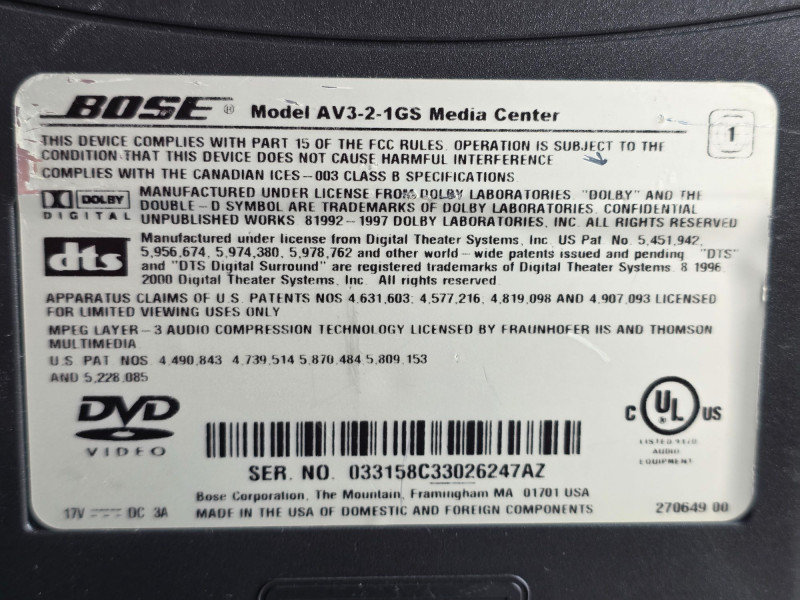 BOSE ® Model AV3-2-1GS Media Center
1
THIS DEVICE COMPLIES WITH PART 15 OF THE FCC RULES. OPERATION IS SUBJECT TO THE
CONDITION THAT THIS DEVICE DOES NOT CAUSE HARMFUL INTERFERENCE
COMPLIES WITH THE CANADIAN ICES-003 CLASS B SPECIFICATIONS
DOLBY
DIGITAL
MANUFACTURED UNDER LICENSE FROM DOLBY LABORATORIES "DOLBY" AND THE
DOUBLE-D SYMBOL ARE TRADEMARKS OF DOLBY LABORATORIES. CONFIDENTIAL
UNPUBLISHED WORKS 81992-1997 DOLBY LABORATORIES, INC. ALL RIGHTS RESERVED
dts
Manufactured under license from Digital Theater Systems, Inc. US Pat No. 5,451,942,
5,956,674, 5,974,380, 5,978,762 and other world-wide patents issued and pending "DTS"
and "DTS Digital Surround" are registered trademarks of Digital Theater Systems. 8 1996,
2000 Digital Theater Systems, Inc. All rights reserved
APPARATUS CLAIMS OF U.S. PATENTS NOS 4,631,603; 4,577,216, 4,819,098 AND 4,907,093 LICENSED
FOR LIMITED VIEWING USES ONLY
MPEG LAYER-3 AUDIO COMPRESSION TECHNOLOGY LICENSED BY FRAUNHOFER IIS AND THOMSON
MULTIMEDIA
U.S PAT NOS. 4,490,843 4,739,514 5,870,484 5,809,153
AND 5,228,085
DVD
VIDEO
C UL US
LISTED
AUDIO
EQUIPMENT
SER. NO. 033158C33026247AZ
Bose Corporation, The Mountain, Framingham MA 01701 USA
17V DC 3A
MADE IN THE USA OF DOMESTIC AND FOREIGN COMPONENTS
270649 00